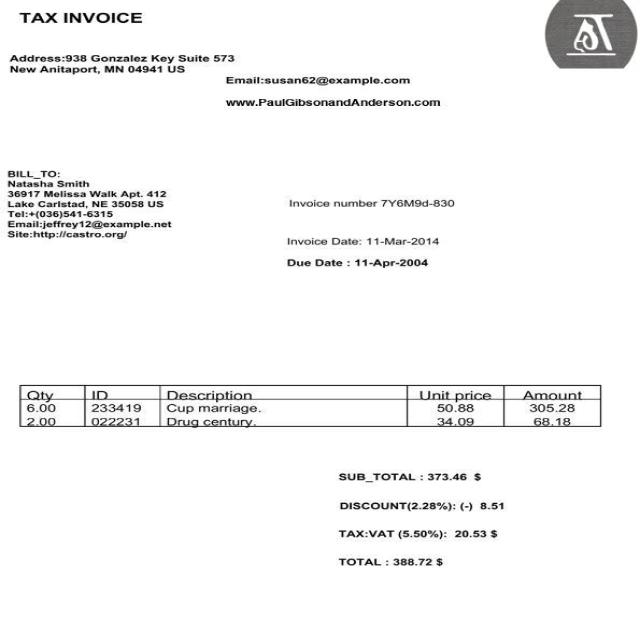 TAX INVOICE
Address:938 Gonzalez Key Suite 573
New Anitaport, MN 04941 US
Email:susan62@example.com
www.PaulGibsonandAnderson.com
BILL_TO:
Natasha Smith
36917 Melissa Walk Apt. 412
Lake Carlstad, NE 35058 US
Tel:+(036)541-6315
Email:jeffrey12@example.net
Site:http://castro.org/
Invoice number 7Y6M9d-830
Invoice Date: 11-Mar-2014
Due Date : 11-Apr-2004
Qty ID Description Unit price Amount
6.00 233419 Cup marriage. 50.88 305.28
2.00 022231 Drug century. 34.09 68.18
SUB_TOTAL : 373.46 $
DISCOUNT(2.28%): (-) 8.51
TAX:VAT (5.50%): 20.53 $
TOTAL : 388.72 $